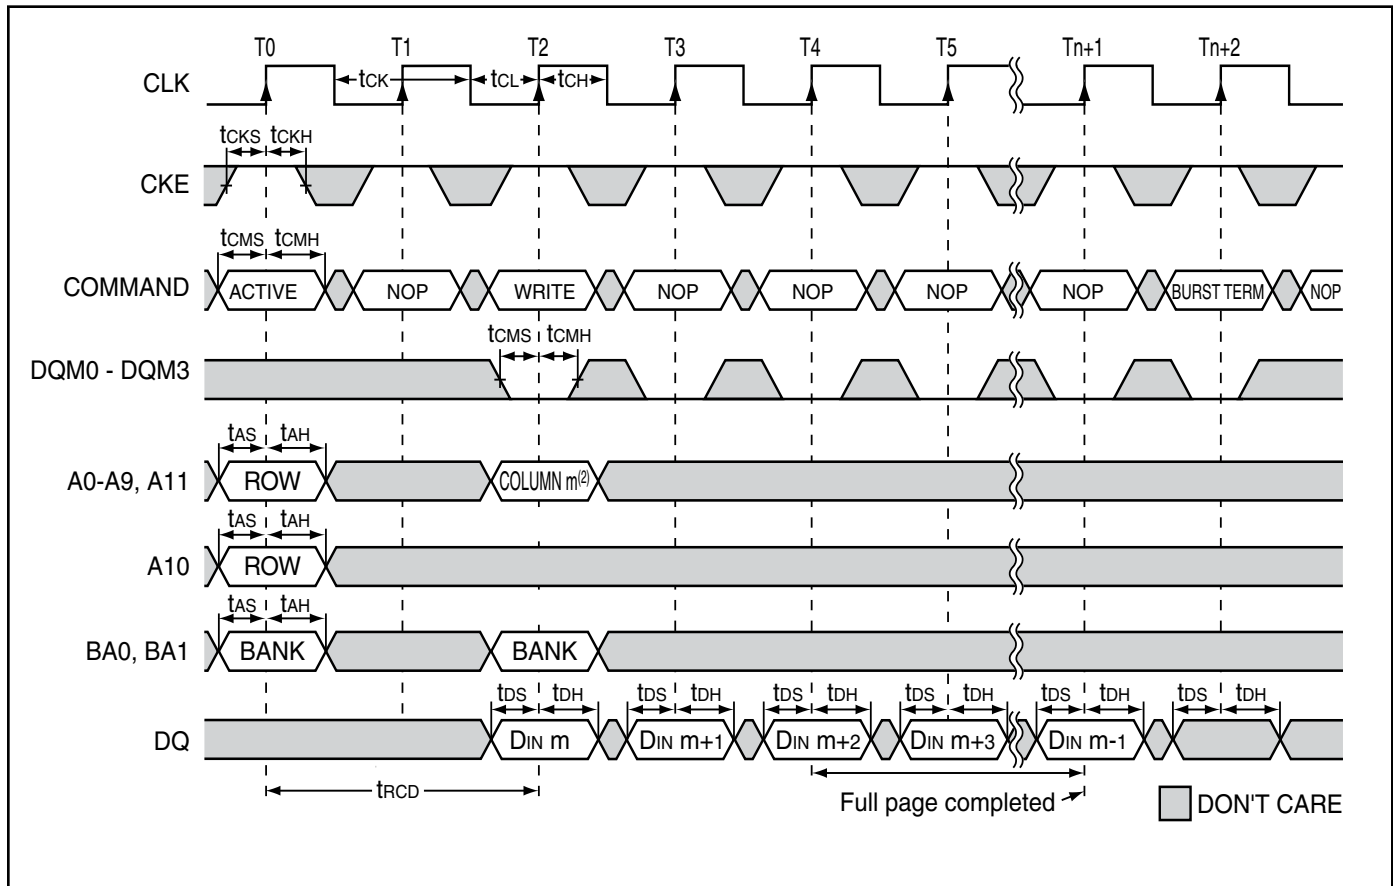 T0 T1 T2 T3 T4 T5 Tn+1 Tn+2
CLK tCK tCL tCH
tCKS tCKH
CKE
tCMS tCMH
COMMAND ACTIVE NOP WRITE NOP NOP NOP NOP BURST TERM NOP
tCMS tCMH
DQM0 - DQM3
tAS tAH
A0-A9, A11 ROW COLUMN m(2)
tAS tAH
A10 ROW
tAS tAH
BA0, BA1 BANK BANK
tDS tDH tDS tDH tDS tDH tDS tDH tDS tDH tDS tDH
DQ DIN m DIN m+1 DIN m+2 DIN m+3 DIN m-1
tRCD
Full page completed
DON'T CARE